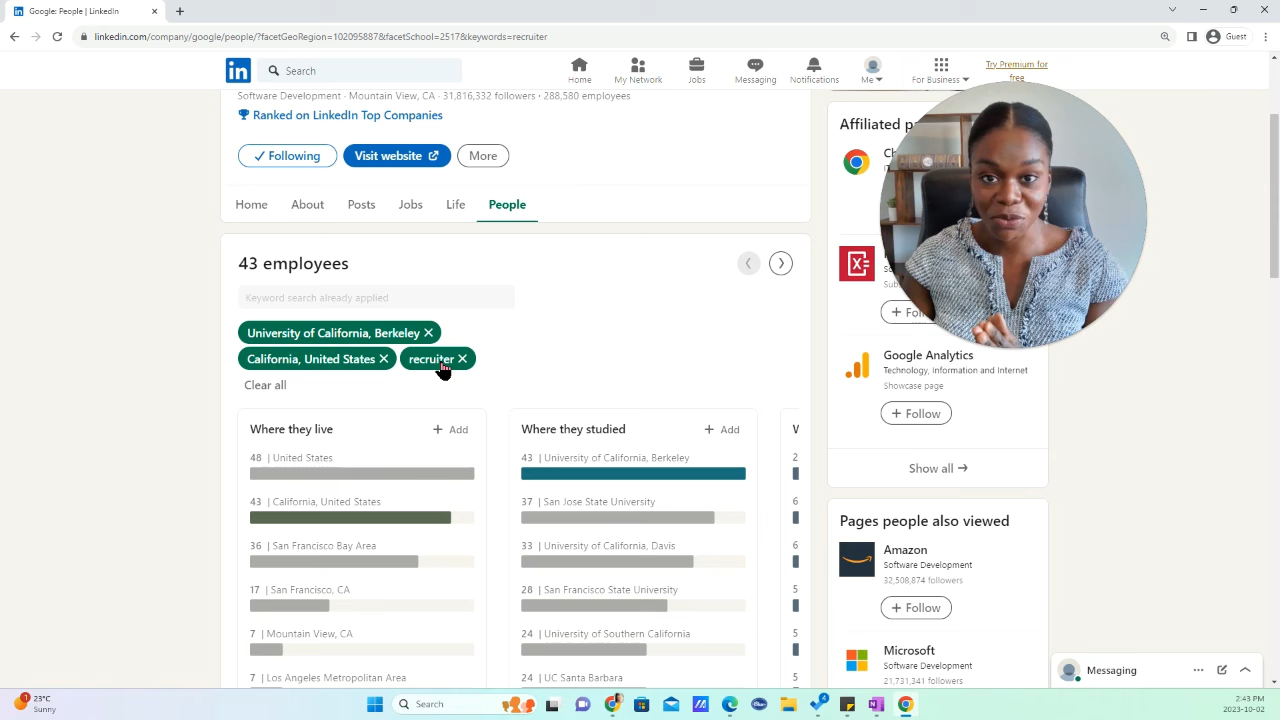 Google: People | LinkedIn
linkedin.com/company/google/people/?facetGeoRegion=102095887&facetSchool=2517&keywords=recruiter
Guest
in
Search
Home
My Network
Jobs
Messaging
Notifications
Me
For Business
Try Premium for
free
Software Development · Mountain View, CA · 31,816,332 followers · 288,580 employees
Ranked on LinkedIn Top Companies
Following
Visit website
More
Home
About
Posts
Jobs
Life
People
43 employees
Keyword search already applied
University of California, Berkeley
California, United States
recruiter
Clear all
Where they live
+ Add
48 | United States
43 | California, United States
36 | San Francisco Bay Area
17 | San Francisco, CA
7 | Mountain View, CA
7 | Los Angeles Metropolitan Area
Where they studied
+ Add
43 | University of California, Berkeley
37 | San Jose State University
33 | University of California, Davis
28 | San Francisco State University
24 | University of Southern California
24 | UC Santa Barbara
Affiliated
Google Analytics
Technology, Information and Internet
Showcase page
+ Follow
Show all →
Pages people also viewed
Amazon
Software Development
32,508,874 followers
+ Follow
Microsoft
Software Development
21,731,341 followers
Messaging
23°C
Sunny
Search
2:43 PM
2023-10-02